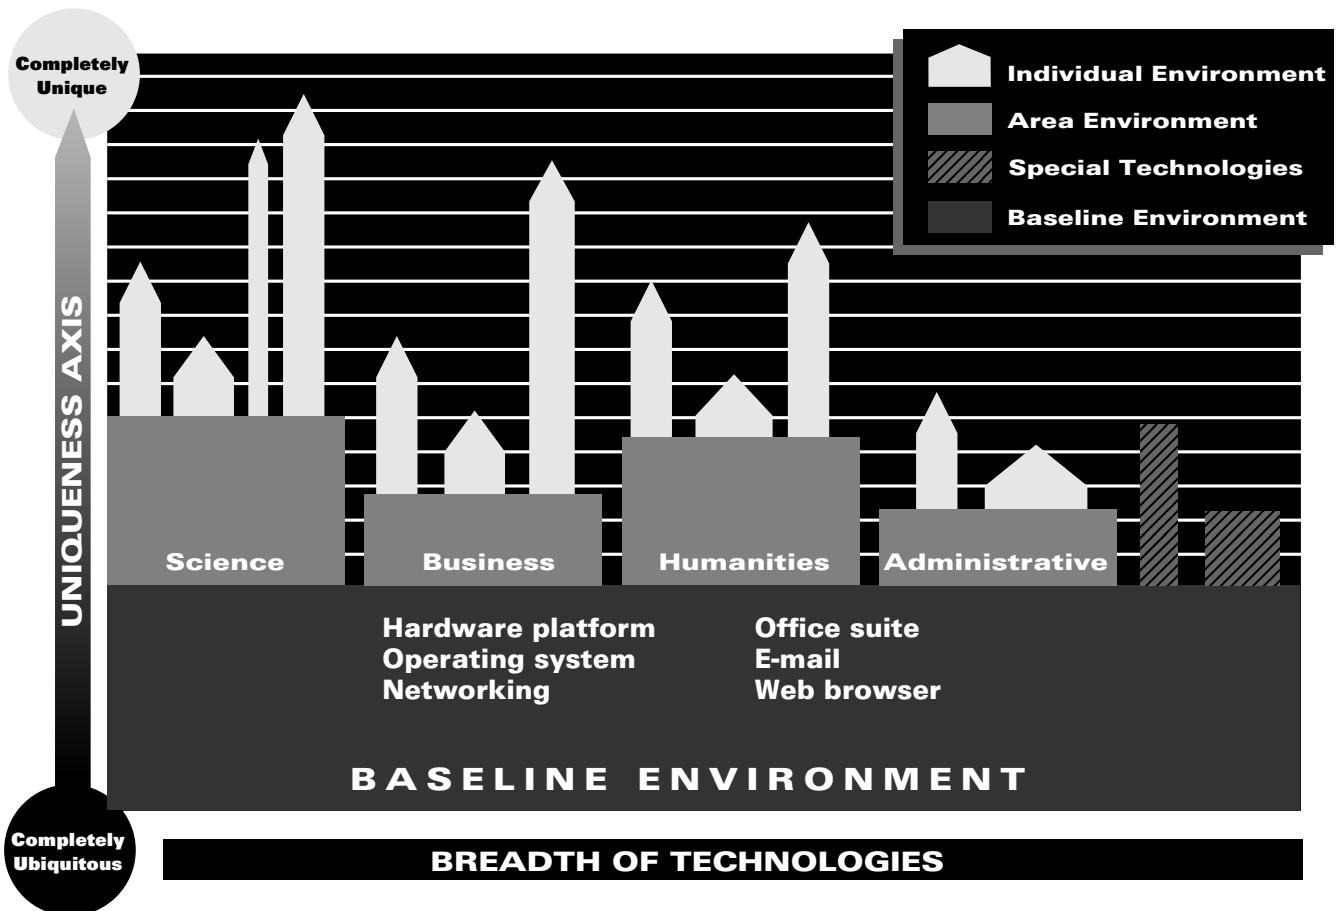 Completely
Unique
Individual Environment
Area Environment
Special Technologies
Baseline Environment
UNIQUENESS AXIS
Science
Business
Humanities
Administrative
Hardware platform
Operating system
Networking
Office suite
E-mail
Web browser
BASELINE ENVIRONMENT
Completely
Ubiquitous
BREADTH OF TECHNOLOGIES